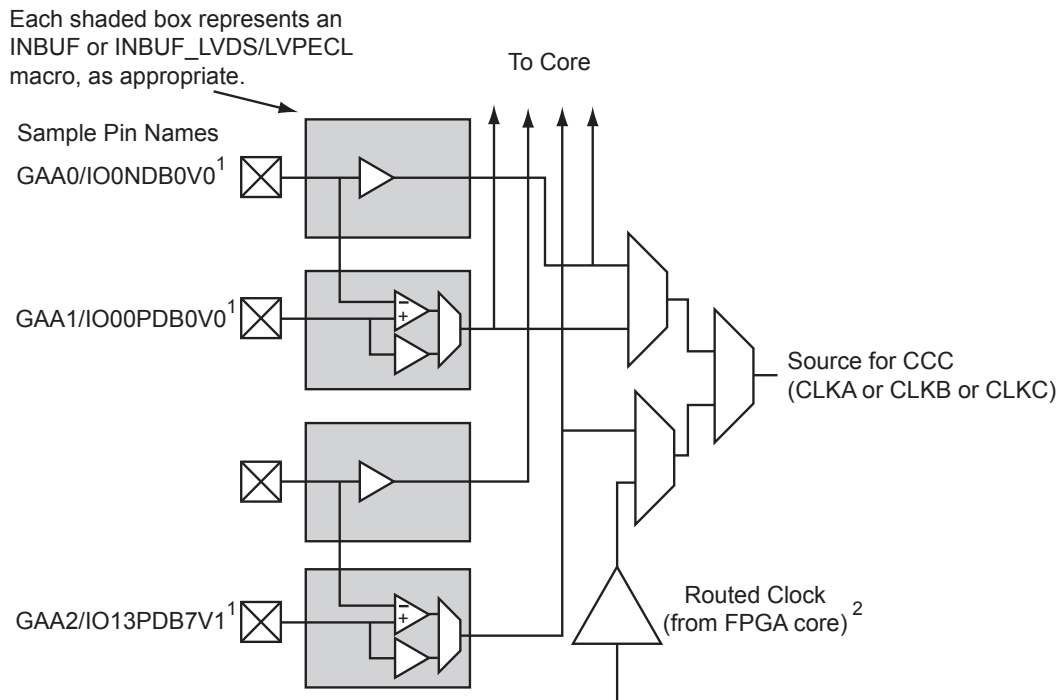 Each shaded box represents an
INBUF or INBUF_LVDS/LVPECL
macro, as appropriate.
To Core
Sample Pin Names
GAA0/IO0NDB0V0¹
GAA1/IO00PDB0V0¹
−
+
Source for CCC
(CLKA or CLKB or CLKC)
GAA2/IO13PDB7V1¹
−
+
Routed Clock
(from FPGA core)²